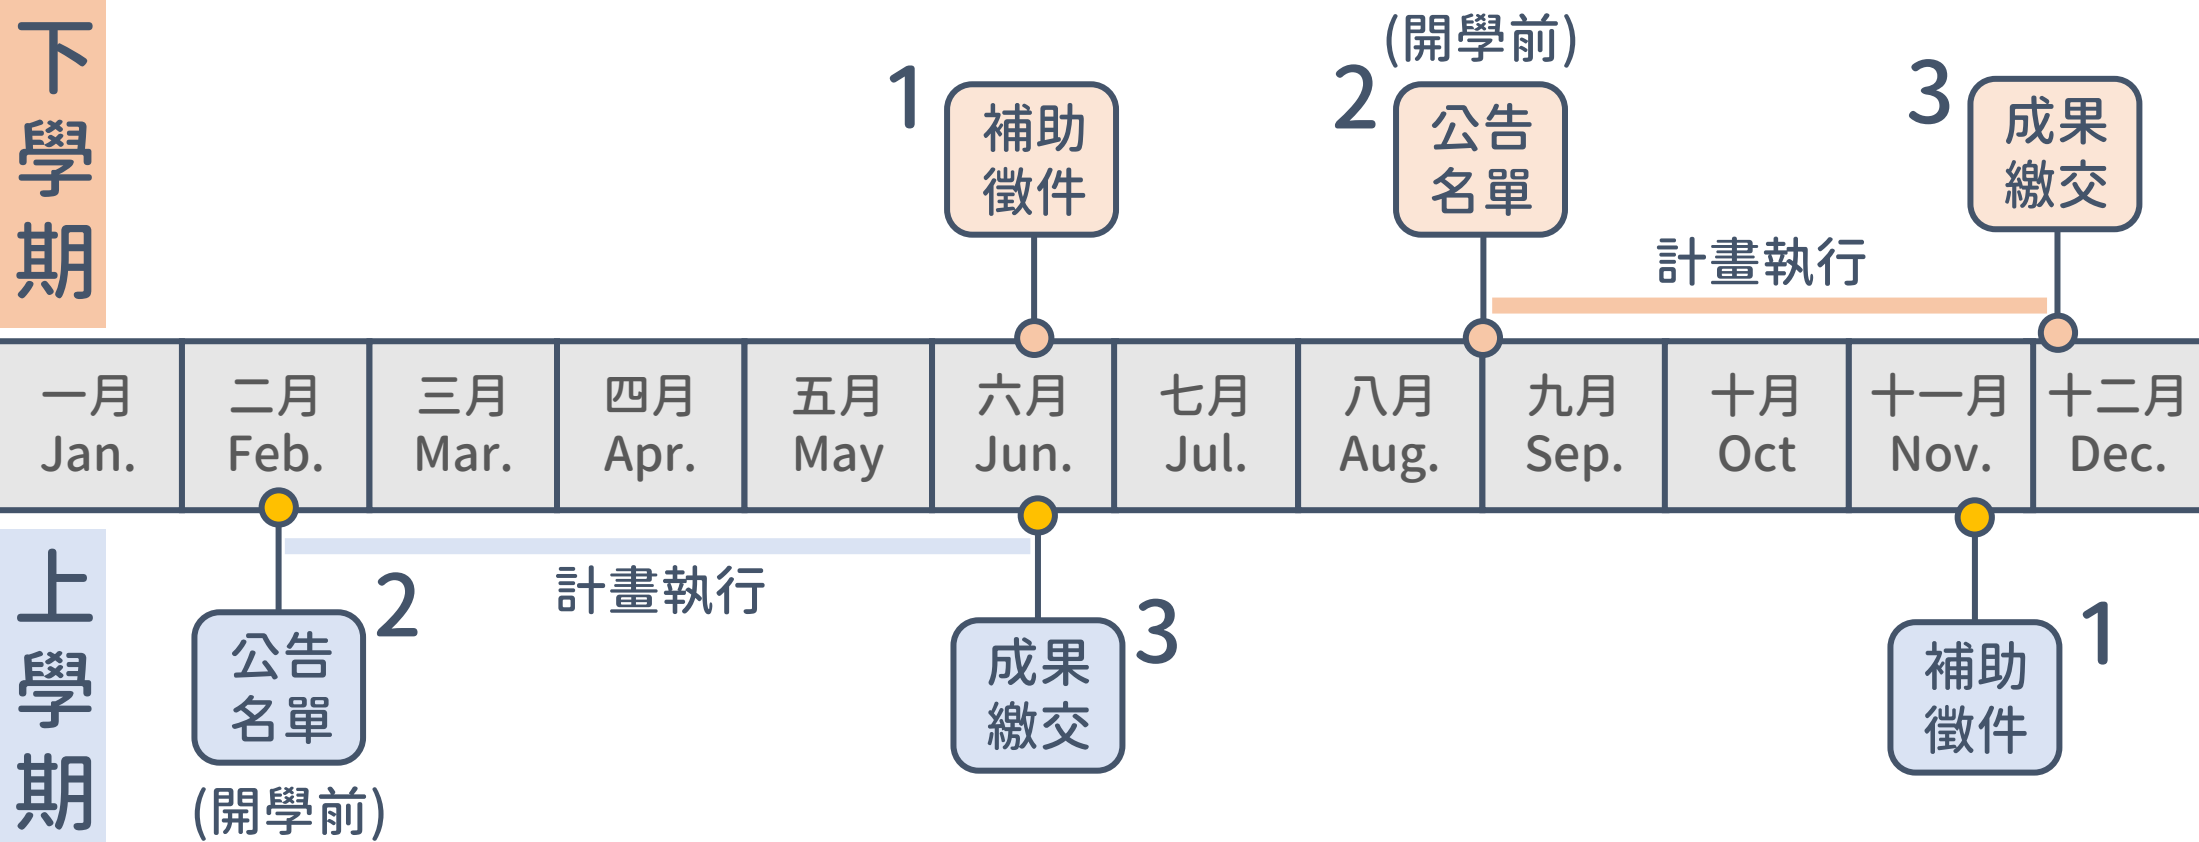 下學期
1
補助
徵件
(開學前)
2
公告
名單
3
成果
繳交
計畫執行
一月
Jan.
二月
Feb.
三月
Mar.
四月
Apr.
五月
May
六月
Jun.
七月
Jul.
八月
Aug.
九月
Sep.
十月
Oct
十一月
Nov.
十二月
Dec.
上學期
公告
名單
2
(開學前)
計畫執行
成果
繳交
3
補助
徵件
1